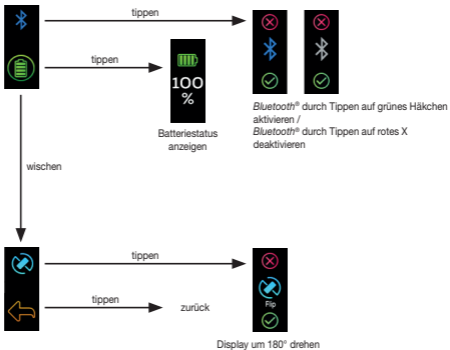 tippen
tippen
100
%
Bluetooth® durch Tippen auf grünes Häkchen
aktivieren /
Bluetooth® durch Tippen auf rotes X
deaktivieren
Batteriestatus
anzeigen
wischen
tippen
tippen
zurück
Flip
Display um 180° drehen